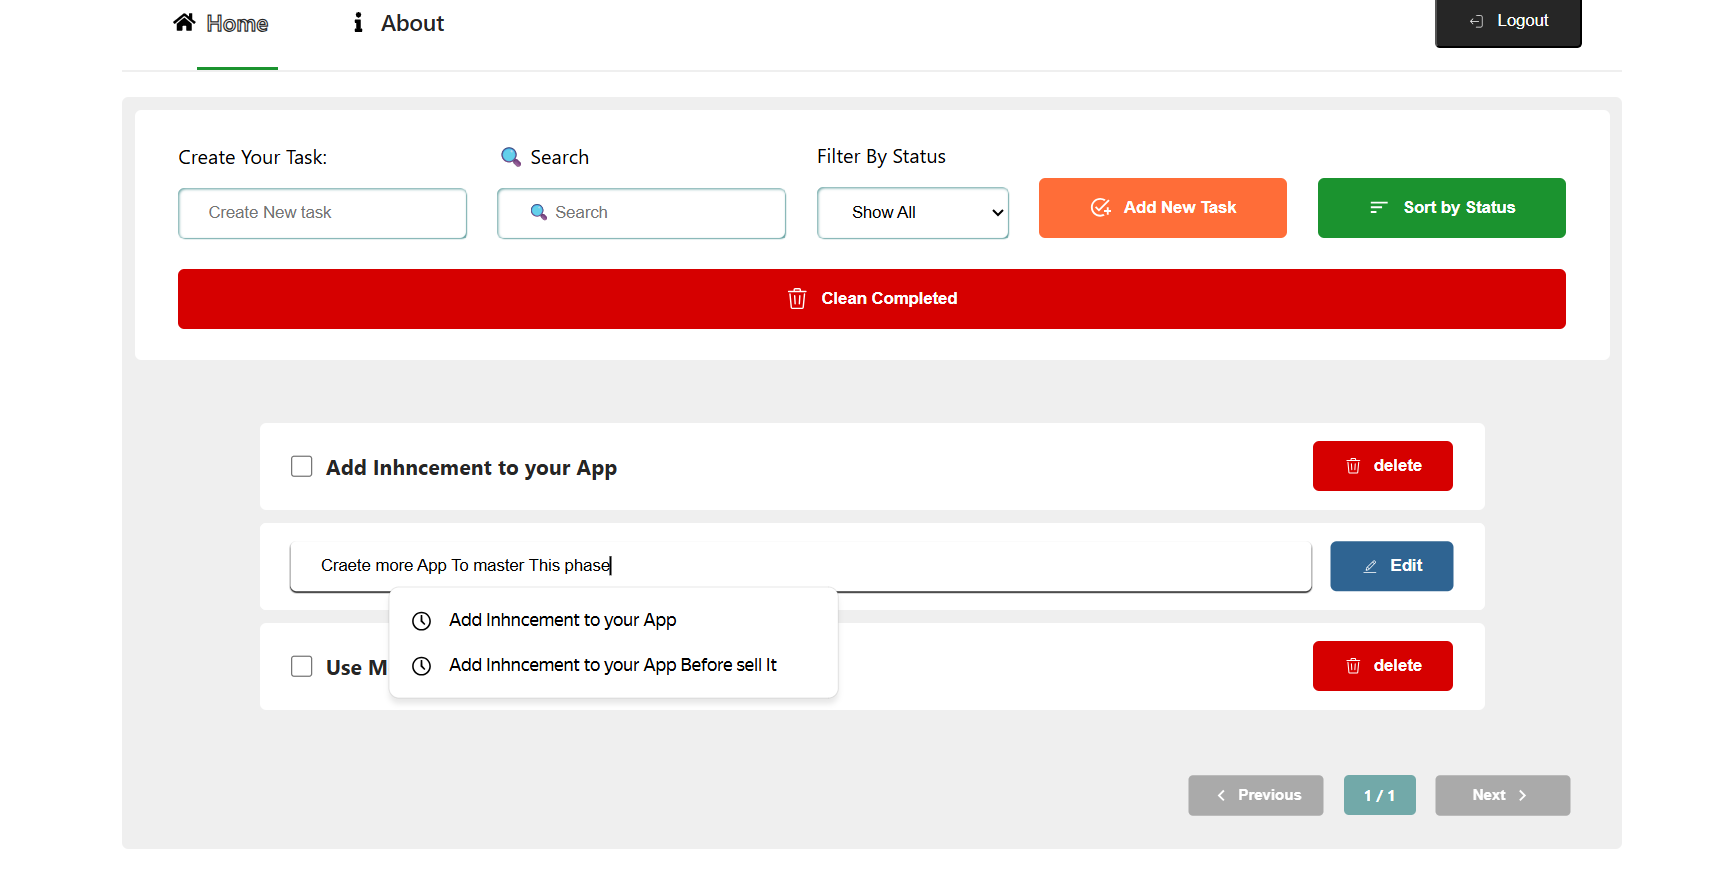 Home
About
Logout
Create Your Task:
Search
Filter By Status
Create New task
Search
Show All
Add New Task
Sort by Status
Clean Completed
Add Inhncement to your App
delete
Craete more App To master This phase
Edit
Add Inhncement to your App
Add Inhncement to your App Before sell It
Use M
delete
Previous
1 / 1
Next